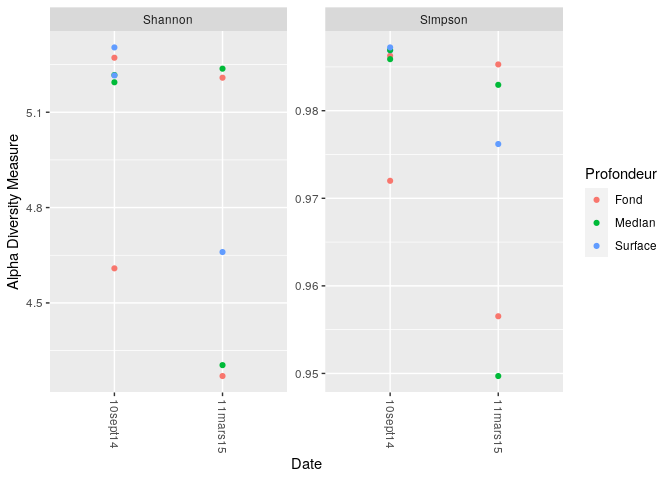 Shannon
Simpson
Alpha Diversity Measure
5.1
4.8
4.5
0.98
0.97
0.96
0.95
10sept14
11mars15
10sept14
11mars15
Date
Profondeur
Fond
Median
Surface